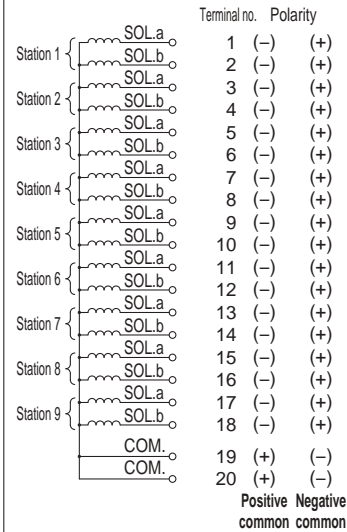 Terminal no. Polarity
Station 1 SOL.a 1 (–) (+)
SOL.b 2 (–) (+)
Station 2 SOL.a 3 (–) (+)
SOL.b 4 (–) (+)
Station 3 SOL.a 5 (–) (+)
SOL.b 6 (–) (+)
Station 4 SOL.a 7 (–) (+)
SOL.b 8 (–) (+)
Station 5 SOL.a 9 (–) (+)
SOL.b 10 (–) (+)
Station 6 SOL.a 11 (–) (+)
SOL.b 12 (–) (+)
Station 7 SOL.a 13 (–) (+)
SOL.b 14 (–) (+)
Station 8 SOL.a 15 (–) (+)
SOL.b 16 (–) (+)
Station 9 SOL.a 17 (–) (+)
SOL.b 18 (–) (+)
COM. 19 (+) (–)
COM. 20 (+) (–)
Positive Negative
common common